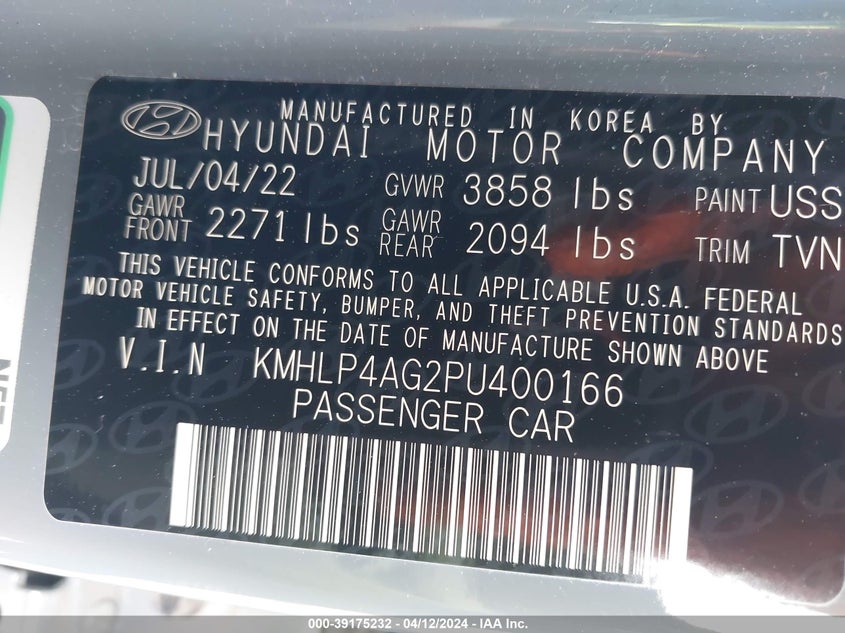 MANUFACTURED IN KOREA BY
HYUNDAI MOTOR COMPANY
JUL/04/22 GVWR 3858 lbs PAINT USS
GAWR FRONT 2271 lbs GAWR REAR 2094 lbs TRIM TVN
THIS VEHICLE CONFORMS TO ALL APPLICABLE U.S.A. FEDERAL
MOTOR VEHICLE SAFETY, BUMPER, AND THEFT PREVENTION STANDARDS
IN EFFECT ON THE DATE OF MANUFACTURE SHOWN ABOVE
V.I.N KMHLP4AG2PU400166
PASSENGER CAR
000-39175232 - 04/12/2024 - IAA Inc.